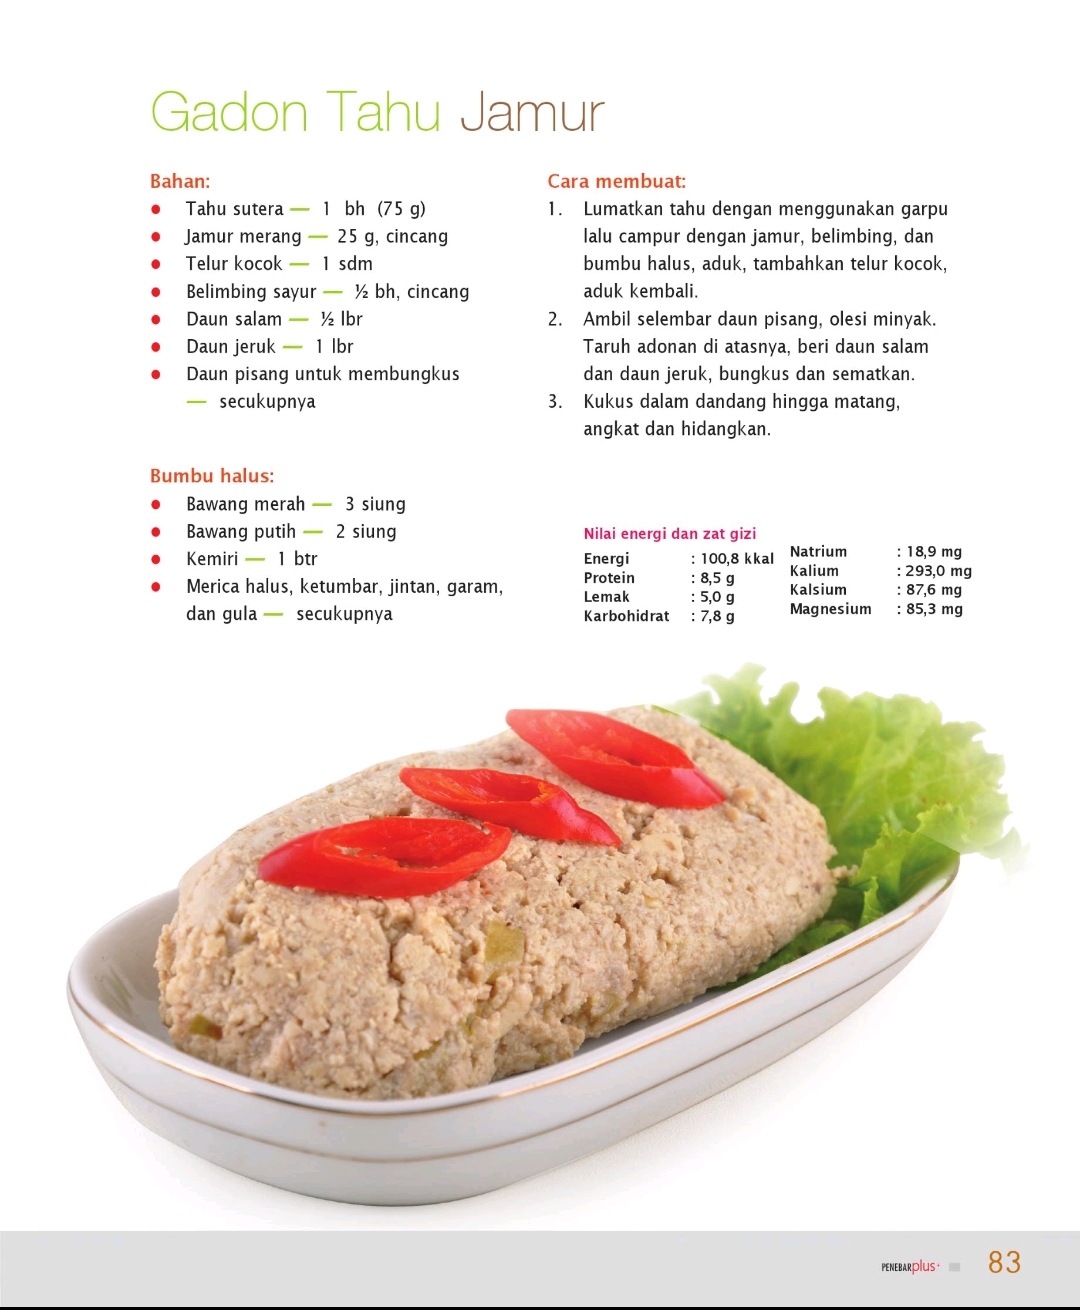 Gadon Tahu Jamur
Bahan:
● Tahu sutera — 1 bh (75 g)
● Jamur merang — 25 g, cincang
● Telur kocok — 1 sdm
● Belimbing sayur — ½ bh, cincang
● Daun salam — ½ lbr
● Daun jeruk — 1 lbr
● Daun pisang untuk membungkus
— secukupnya
Bumbu halus:
● Bawang merah — 3 siung
● Bawang putih — 2 siung
● Kemiri — 1 btr
● Merica halus, ketumbar, jintan, garam,
dan gula — secukupnya
Cara membuat:
1. Lumatkan tahu dengan menggunakan garpu
lalu campur dengan jamur, belimbing, dan
bumbu halus, aduk, tambahkan telur kocok,
aduk kembali.
2. Ambil selembar daun pisang, olesi minyak.
Taruh adonan di atasnya, beri daun salam
dan daun jeruk, bungkus dan sematkan.
3. Kukus dalam dandang hingga matang,
angkat dan hidangkan.
Nilai energi dan zat gizi
Energi : 100,8 kkal
Protein : 8,5 g
Lemak : 5,0 g
Karbohidrat : 7,8 g
Natrium : 18,9 mg
Kalium : 293,0 mg
Kalsium : 87,6 mg
Magnesium : 85,3 mg
PENEBARplus+ 83